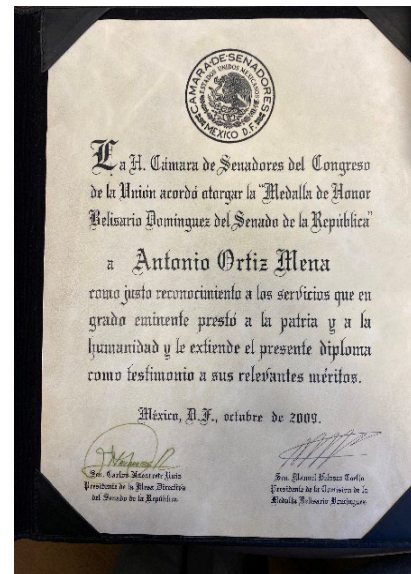 CAMARA DE SENADORES
ESTADOS UNIDOS MEXICANOS
MEXICO D.F.
La H. Cámara de Senadores del Congreso
de la Unión acordó otorgar la "Medalla de Honor
Belisario Domínguez del Senado de la República"
a Antonio Ortiz Mena
como justo reconocimiento a los servicios que en
grado eminente prestó a la patria y a la
humanidad y le extiende el presente diploma
como testimonio a sus relevantes méritos.
México, D.F., octubre de 2009.
Sen. Carlos Navarrete Ruiz
Presidente de la Mesa Directiva
del Senado de la República
Sen. Manuel Velasco Coello
Presidente de la Comisión de la
Medalla Belisario Domínguez